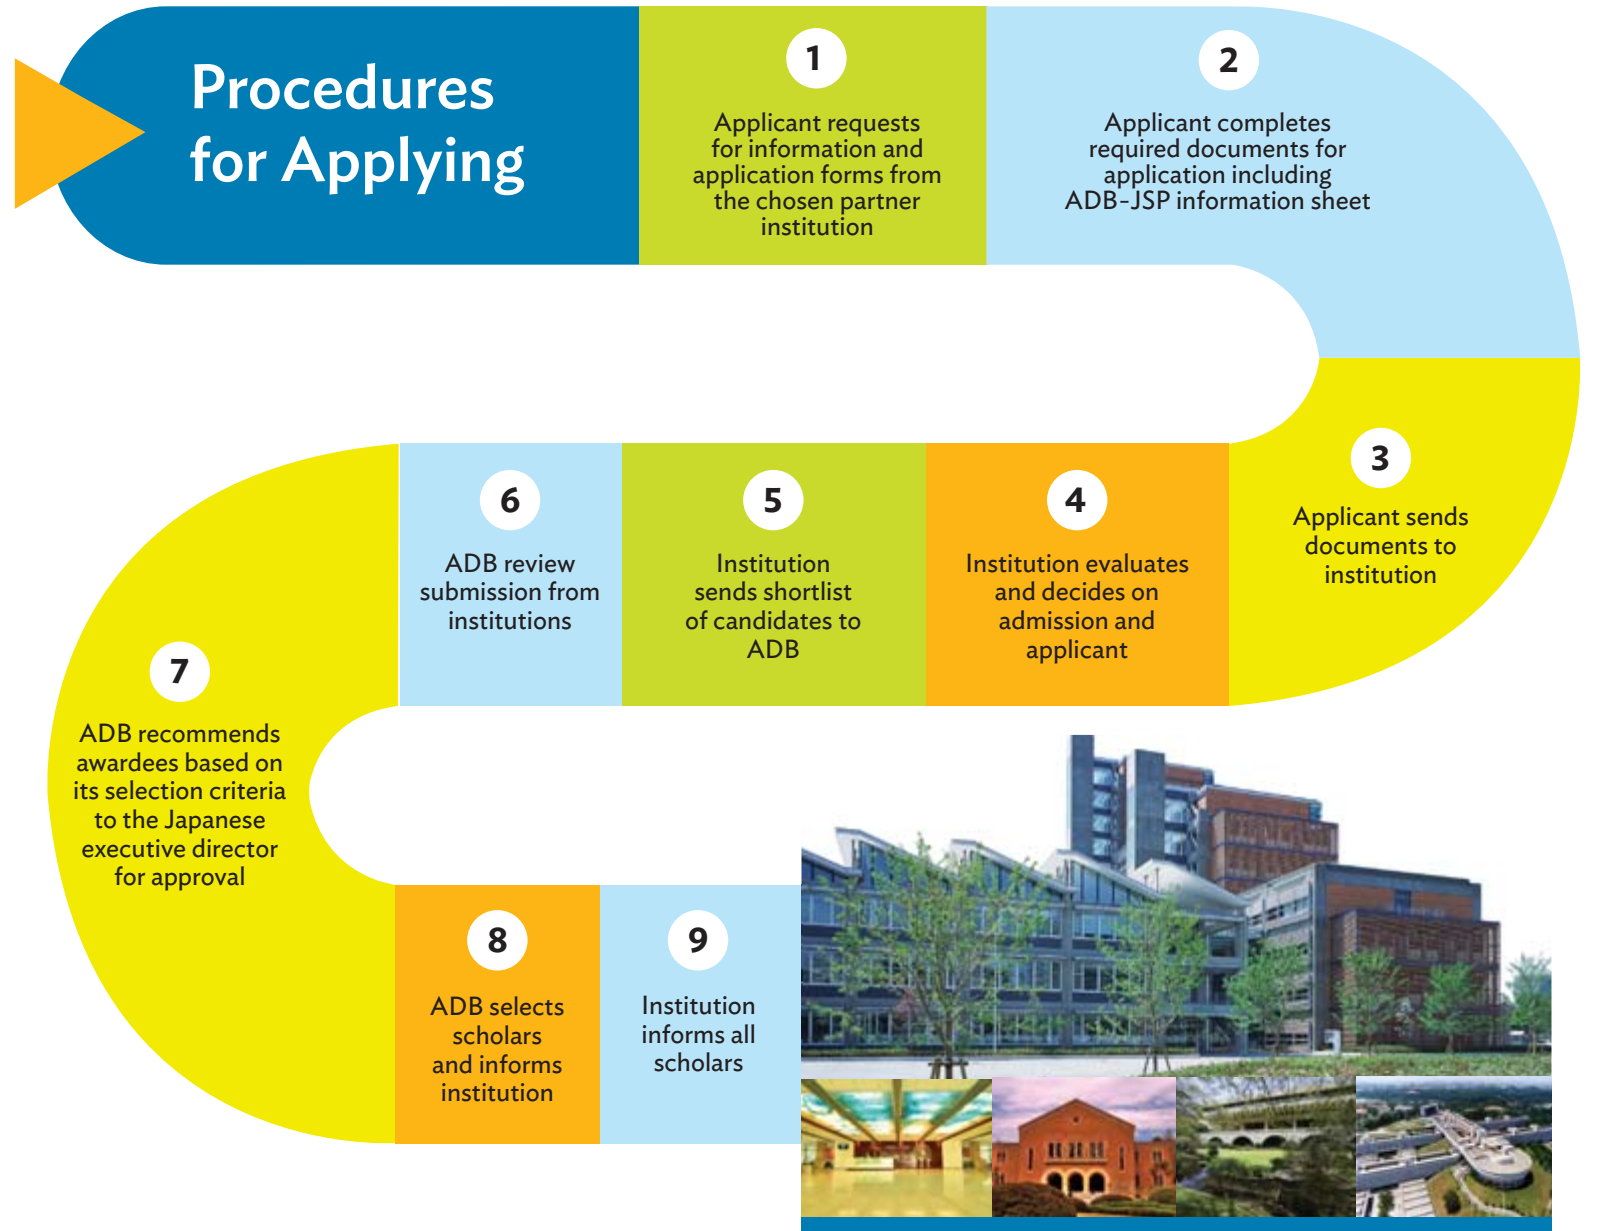 Procedures
for Applying
1
Applicant requests
for information and
application forms from
the chosen partner
institution
2
Applicant completes
required documents for
application including
ADB-JSP information sheet
3
Applicant sends
documents to
institution
4
Institution evaluates
and decides on
admission and
applicant
5
Institution
sends shortlist
of candidates to
ADB
6
ADB review
submission from
institutions
7
ADB recommends
awardees based on
its selection criteria
to the Japanese
executive director
for approval
8
ADB selects
scholars
and informs
institution
9
Institution
informs all
scholars